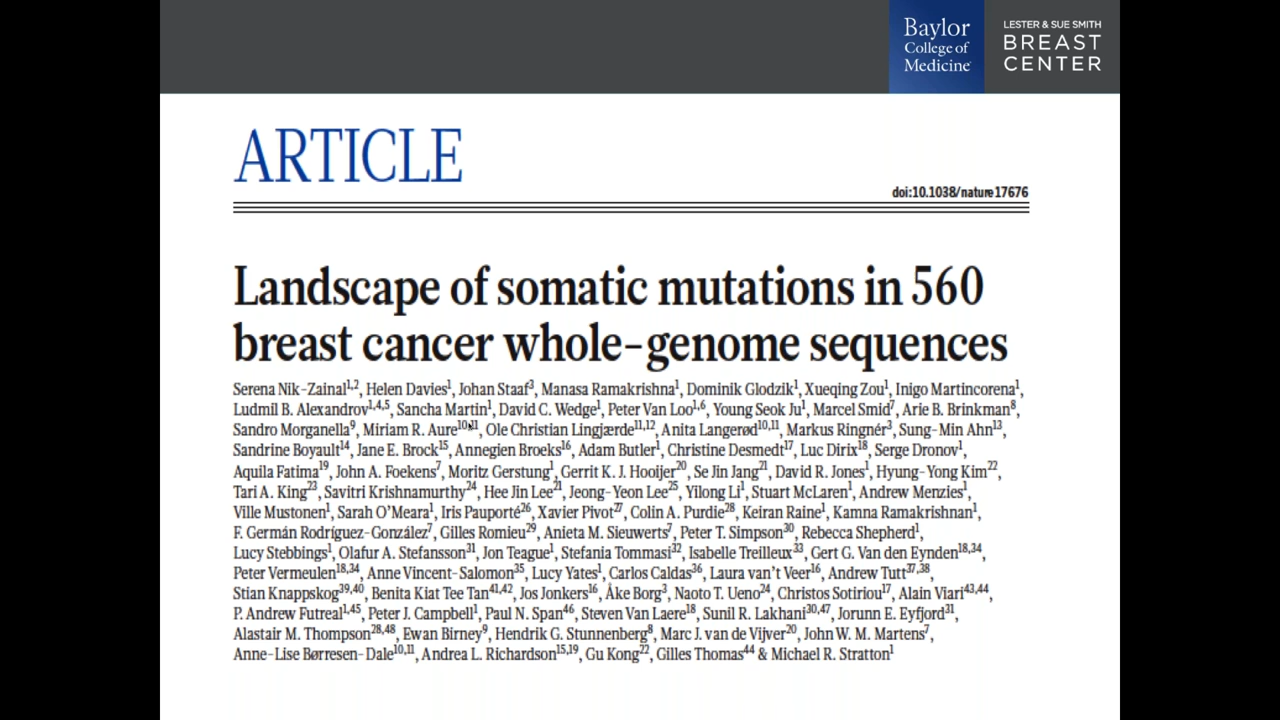 Baylor
College of
Medicine
LESTER & SUE SMITH
BREAST
CENTER
ARTICLE
doi:10.1038/nature17676
Landscape of somatic mutations in 560
breast cancer whole-genome sequences
Serena Nik-Zainal1,2, Helen Davies1, Johan Staaf3, Manasa Ramakrishna1, Dominik Glodzik1, Xueqing Zou1, Inigo Martincorena1,
Ludmil B. Alexandrov1,4,5, Sancha Martin1, David C. Wedge1, Peter Van Loo1,6, Young Seok Ju1, Marcel Smid7, Arie B. Brinkman8,
Sandro Morganella9, Miriam R. Aure10,11, Ole Christian Lingjærde11,12, Anita Langerød10,11, Markus Ringnér3, Sung-Min Ahn13,
Sandrine Boyault14, Jane E. Brock15, Annegien Broeks16, Adam Butler1, Christine Desmedt17, Luc Dirix18, Serge Dronov1,
Aquila Fatima19, John A. Foekens7, Moritz Gerstung1, Gerrit K. J. Hooijer20, Se Jin Jang21, David R. Jones1, Hyung-Yong Kim22,
Tari A. King23, Savitri Krishnamurthy24, Hee Jin Lee21, Jeong-Yeon Lee25, Yilong Li1, Stuart McLaren1, Andrew Menzies1,
Ville Mustonen1, Sarah O'Meara1, Iris Pauporté26, Xavier Pivot27, Colin A. Purdie28, Keiran Raine1, Kamna Ramakrishnan1,
F. Germán Rodríguez-González7, Gilles Romieu29, Anieta M. Sieuwerts7, Peter T. Simpson30, Rebecca Shepherd1,
Lucy Stebbings1, Olafur A. Stefansson31, Jon Teague1, Stefania Tommasi32, Isabelle Treilleux33, Gert G. Van den Eynden18,34,
Peter Vermeulen18,34, Anne Vincent-Salomon35, Lucy Yates1, Carlos Caldas36, Laura van't Veer16, Andrew Tutt37,38,
Stian Knappskog39,40, Benita Kiat Tee Tan41,42, Jos Jonkers16, Åke Borg3, Naoto T. Ueno24, Christos Sotiriou17, Alain Viari43,44,
P. Andrew Futreal1,45, Peter J. Campbell1, Paul N. Span46, Steven Van Laere18, Sunil R. Lakhani30,47, Jorunn E. Eyfjord31,
Alastair M. Thompson28,48, Ewan Birney9, Hendrik G. Stunnenberg8, Marc J. van de Vijver20, John W. M. Martens7,
Anne-Lise Børresen-Dale10,11, Andrea L. Richardson15,19, Gu Kong22, Gilles Thomas44 & Michael R. Stratton1